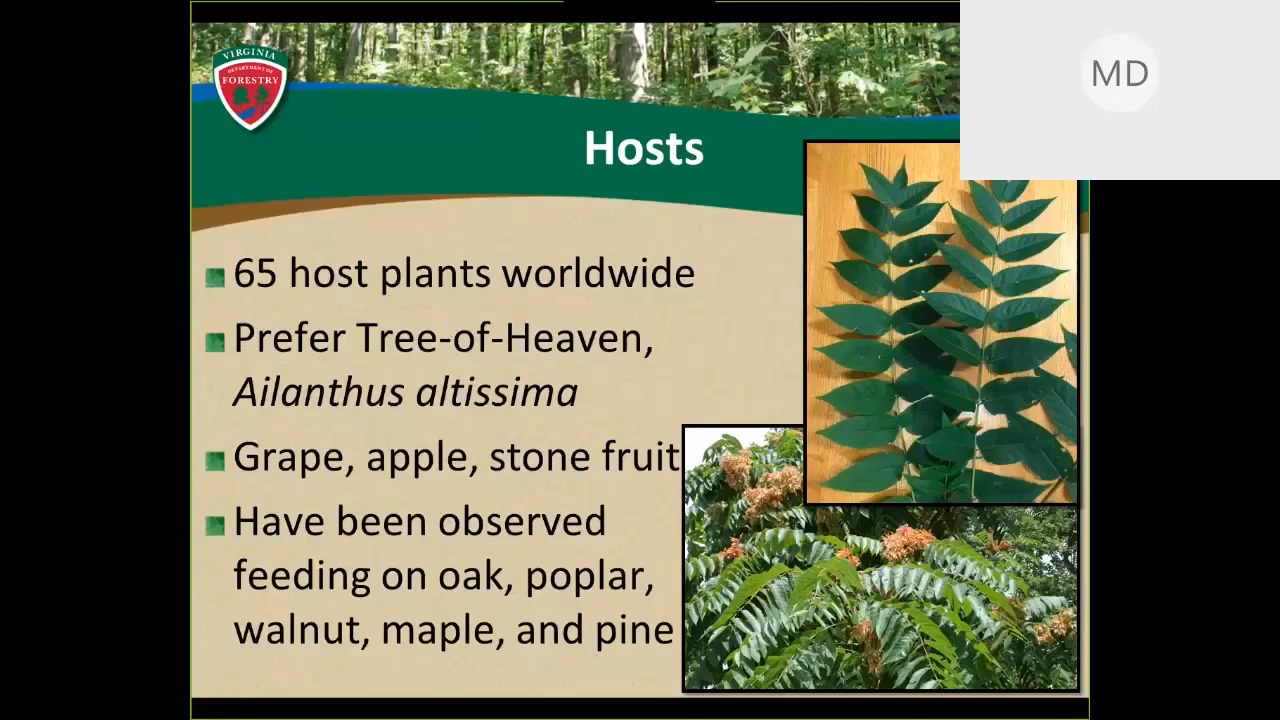 VIRGINIA
DEPARTMENT OF
FORESTRY
MD
Hosts
65 host plants worldwide
Prefer Tree-of-Heaven,
Ailanthus altissima
Grape, apple, stone fruit
Have been observed
feeding on oak, poplar,
walnut, maple, and pine